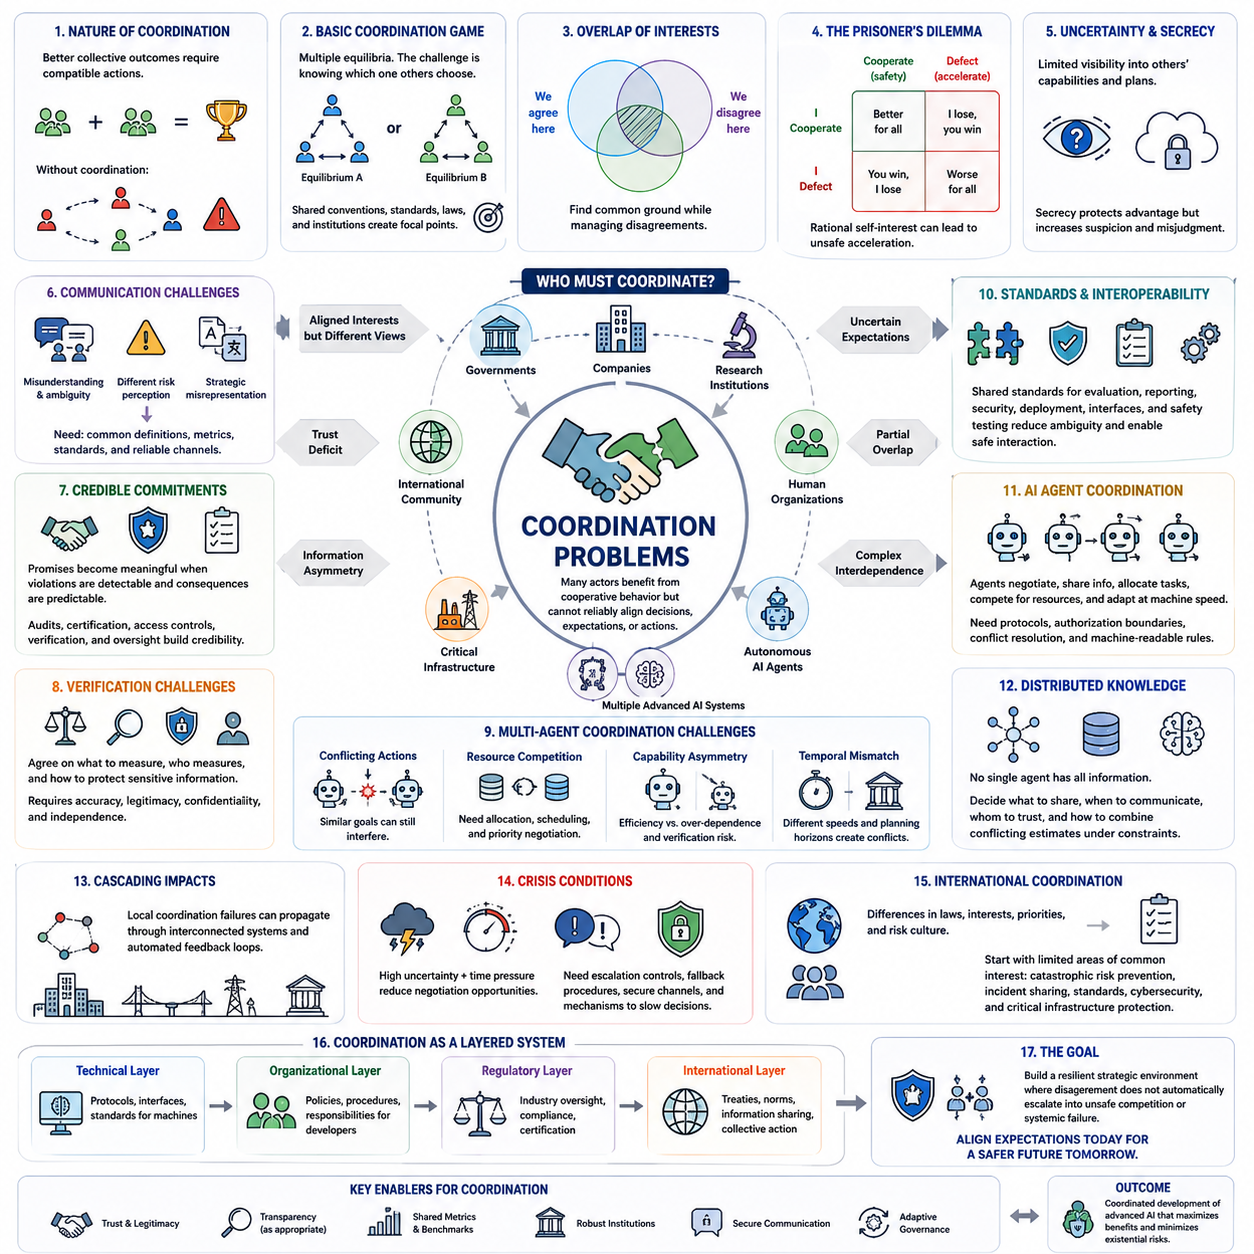 1. NATURE OF COORDINATION
Better collective outcomes require
compatible actions.
+
=
Without coordination:
2. BASIC COORDINATION GAME
Multiple equilibria. The challenge is
knowing which one others choose.
or
Equilibrium A
Equilibrium B
Shared conventions, standards, laws,
and institutions create focal points.
3. OVERLAP OF INTERESTS
We
agree
here
We
disagree
here
Find common ground while
managing disagreements.
4. THE PRISONER'S DILEMMA
Cooperate
(safety)
Defect
(accelerate)
I
Cooperate
Better
for all
I lose,
you win
I
Defect
You win,
I lose
Worse
for all
Rational self-interest can lead to
unsafe acceleration.
5. UNCERTAINTY & SECRECY
Limited visibility into others'
capabilities and plans.
?
Secrecy protects advantage but
increases suspicion and misjudgment.
6. COMMUNICATION CHALLENGES
A
文
Misunderstanding
& ambiguity
Different risk
perception
Strategic
misrepresentation
Need: common definitions, metrics,
standards, and reliable channels.
7. CREDIBLE COMMITMENTS
Promises become meaningful when
violations are detectable and consequences
are predictable.
Audits, certification, access controls,
verification, and oversight build credibility.
8. VERIFICATION CHALLENGES
Agree on what to measure, who measures,
and how to protect sensitive information.
Requires accuracy, legitimacy, confidentiality,
and independence.
Aligned Interests
but Different Views
Trust
Deficit
Information
Asymmetry
WHO MUST COORDINATE?
Governments
Companies
Research
Institutions
International
Community
Human
Organizations
Critical
Infrastructure
Autonomous
AI Agents
Multiple Advanced AI Systems
COORDINATION
PROBLEMS
Many actors benefit from
cooperative behavior but
cannot reliably align decisions,
expectations, or actions.
Uncertain
Expectations
Partial
Overlap
Complex
Interdependence
9. MULTI-AGENT COORDINATION CHALLENGES
Conflicting Actions
Similar goals can still
interfere.
Resource Competition
Need allocation, scheduling,
and priority negotiation.
Capability Asymmetry
Efficiency vs. over-dependence
and verification risk.
Temporal Mismatch
Different speeds and planning
horizons create conflicts.
10. STANDARDS & INTEROPERABILITY
Shared standards for evaluation, reporting,
security, deployment, interfaces, and safety
testing reduce ambiguity and enable
safe interaction.
11. AI AGENT COORDINATION
Agents negotiate, share info, allocate tasks,
compete for resources, and adapt at machine speed.
Need protocols, authorization boundaries,
conflict resolution, and machine-readable rules.
12. DISTRIBUTED KNOWLEDGE
No single agent has all information.
Decide what to share, when to communicate,
whom to trust, and how to combine
conflicting estimates under constraints.
13. CASCADING IMPACTS
Local coordination failures can propagate
through interconnected systems and
automated feedback loops.
14. CRISIS CONDITIONS
High uncertainty + time pressure
reduce negotiation opportunities.
Need escalation controls, fallback
procedures, secure channels, and
mechanisms to slow decisions.
15. INTERNATIONAL COORDINATION
Differences in laws, interests, priorities,
and risk culture.
Start with limited areas of common
interest: catastrophic risk prevention,
incident sharing, standards, cybersecurity,
and critical infrastructure protection.
16. COORDINATION AS A LAYERED SYSTEM
Technical Layer
Protocols, interfaces,
standards for machines
Organizational Layer
Policies, procedures,
responsibilities for
developers
Regulatory Layer
Industry oversight,
compliance,
certification
International Layer
Treaties, norms,
information sharing,
collective action
17. THE GOAL
Build a resilient strategic environment
where disagerement does not automatically
escalate into unsafe competition or
systemic failure.
ALIGN EXPECTATIONS TODAY FOR
A SAFER FUTURE TOMORROW.
KEY ENABLERS FOR COORDINATION
Trust & Legitimacy
Transparency
(as appropriate)
Shared Metrics
& Benchmarks
Robust Institutions
Secure Communication
Adaptive
Governance
OUTCOME
Coordinated development of
advanced AI that maximizes
benefits and minimizes
existential risks.